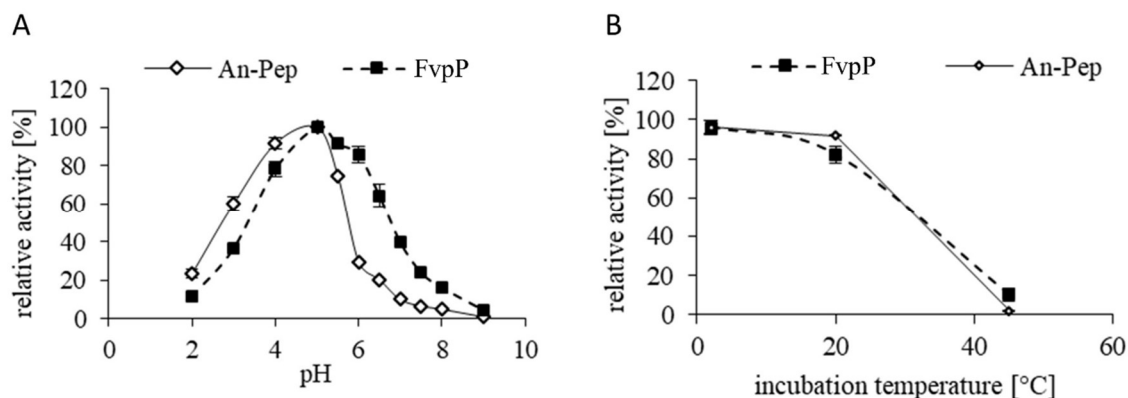 A
An-Pep FvpP
120
100
80
60
40
20
0
relative activity [%]
0 2 4 6 8 10
pH
B
FvpP An-Pep
120
100
80
60
40
20
0
relative activity [%]
0 20 40 60
incubation temperature [°C]